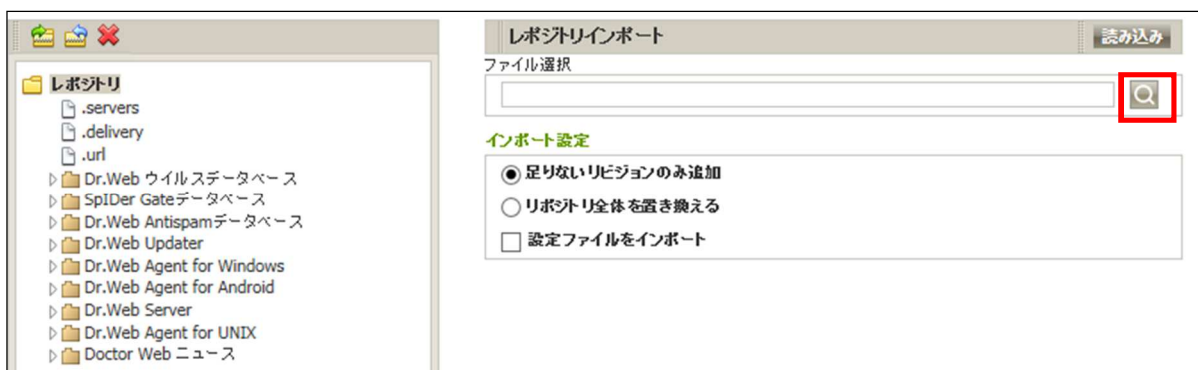 レポジトリ
.servers
.delivery
.url
Dr.Web ウイルスデータベース
SpIDer Gateデータベース
Dr.Web Antispamデータベース
Dr.Web Updater
Dr.Web Agent for Windows
Dr.Web Agent for Android
Dr.Web Server
Dr.Web Agent for UNIX
Doctor Web ニュース
レポジトリインポート 読み込み
ファイル選択
インポート設定
足りないリビジョンのみ追加
リポジトリ全体を置き換える
設定ファイルをインポート